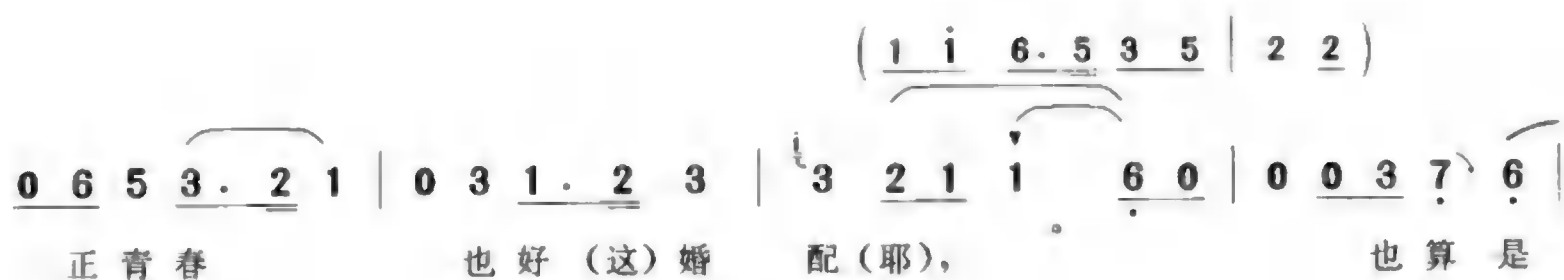 ( 1 i 6. 5 3 5 | 2 2 )
0 6 5 3. 2 1 | 0 3 1. 2 3 | i 3 2 1 1 6 0 | 0 0 3 7 6 |
正青春 也好（这）婚 配（耶）， 也算是